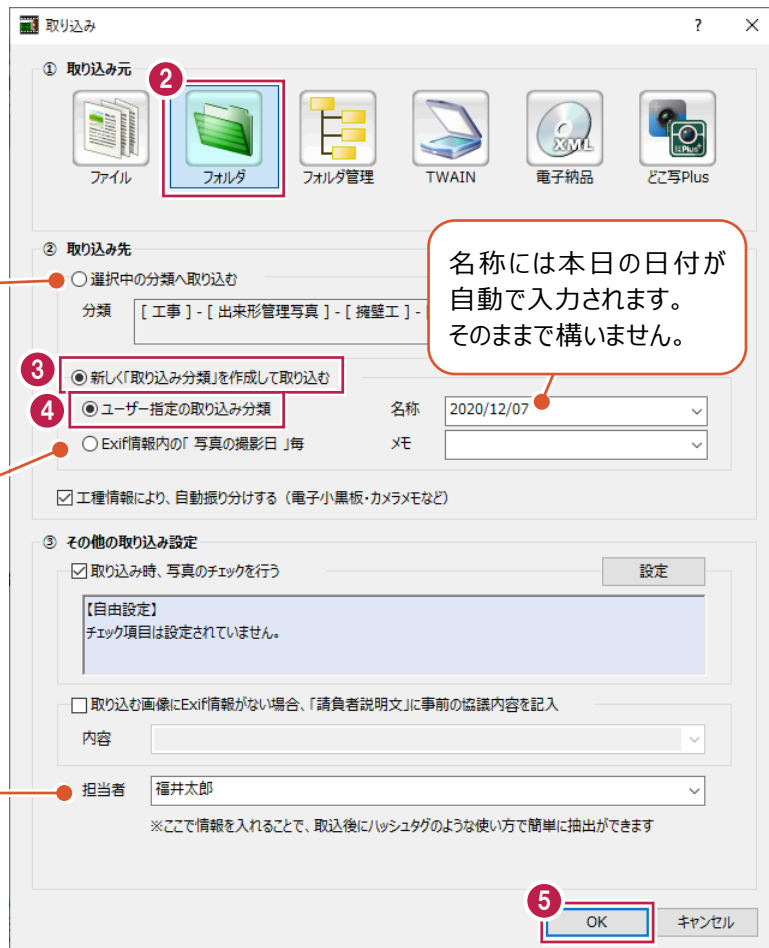 取り込み
? ×
① 取り込み元
2
ファイル
フォルダ
フォルダ管理
TWAIN
XML
電子納品
Plus
どこ写Plus
② 取り込み先
○選択中の分類へ取り込む
分類 [ 工事 ] - [ 出来形管理写真 ] - [ 擁壁工 ] - [
名称には本日の日付が
自動で入力されます。
そのままで構いません。
3 新しく「取り込み分類」を作成して取り込む
4 ユーザー指定の取り込み分類 名称 2020/12/07
Exif情報内の「 写真の撮影日 」毎 メモ
工種情報により、自動振り分けする（電子小黒板・カメラメモなど）
③ その他の取り込み設定
取り込み時、写真のチェックを行う 設定
【自由設定】
チェック項目は設定されていません。
取り込む画像にExif情報がない場合、「請負者説明文」に事前の協議内容を記入
内容
担当者 福井太郎
※ここで情報を入れることで、取込後にハッシュタグのような使い方で簡単に抽出ができます
5
OK キャンセル